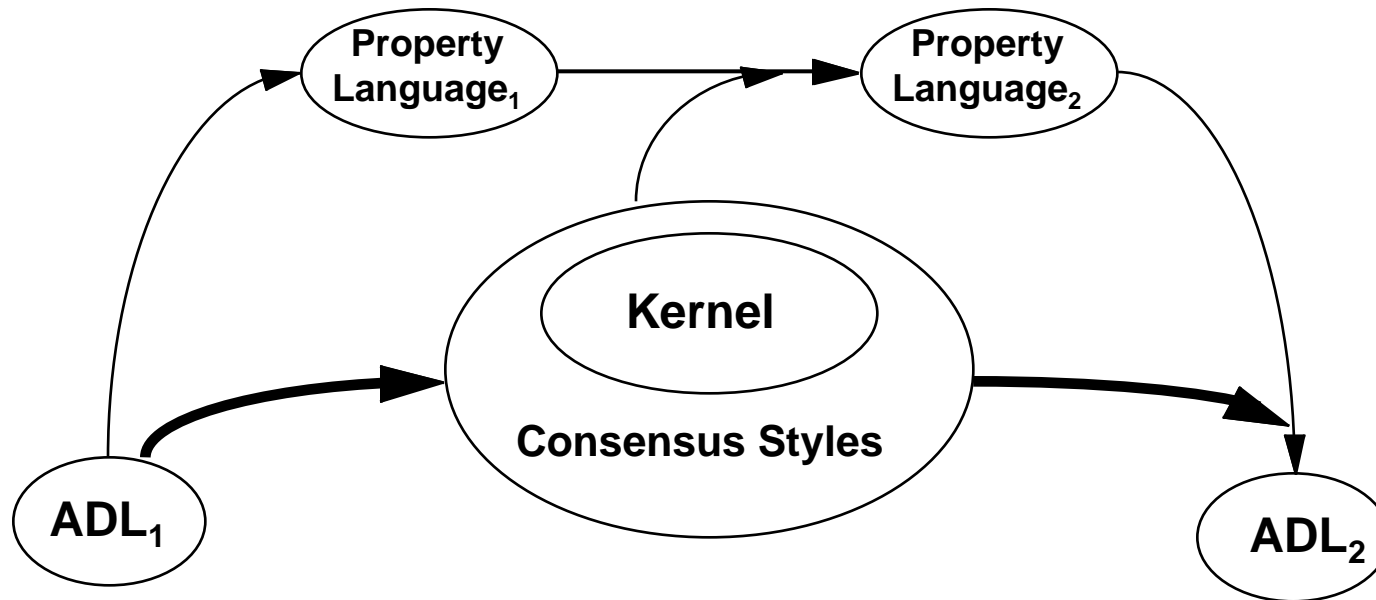 Property
Language₁
Property
Language₂
Kernel
Consensus Styles
ADL₁
ADL₂